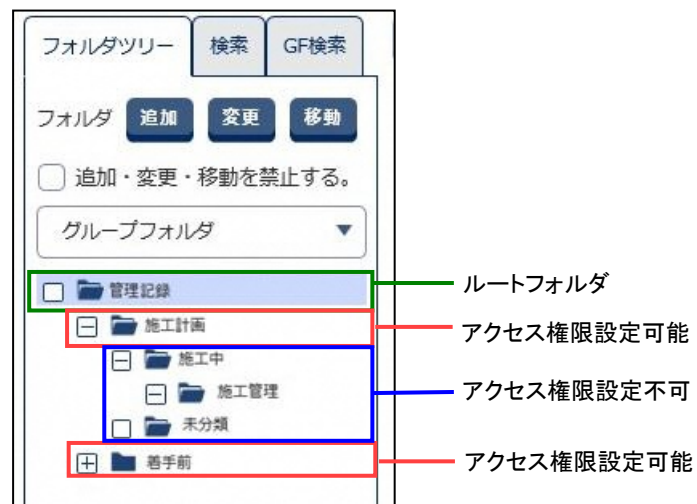 フォルダツリー 検索 GF検索
フォルダ 追加 変更 移動
追加・変更・移動を禁止する。
グループフォルダ
管理記録 ルートフォルダ
施工計画 アクセス権限設定可能
施工中
施工管理 アクセス権限設定不可
未分類
着手前 アクセス権限設定可能